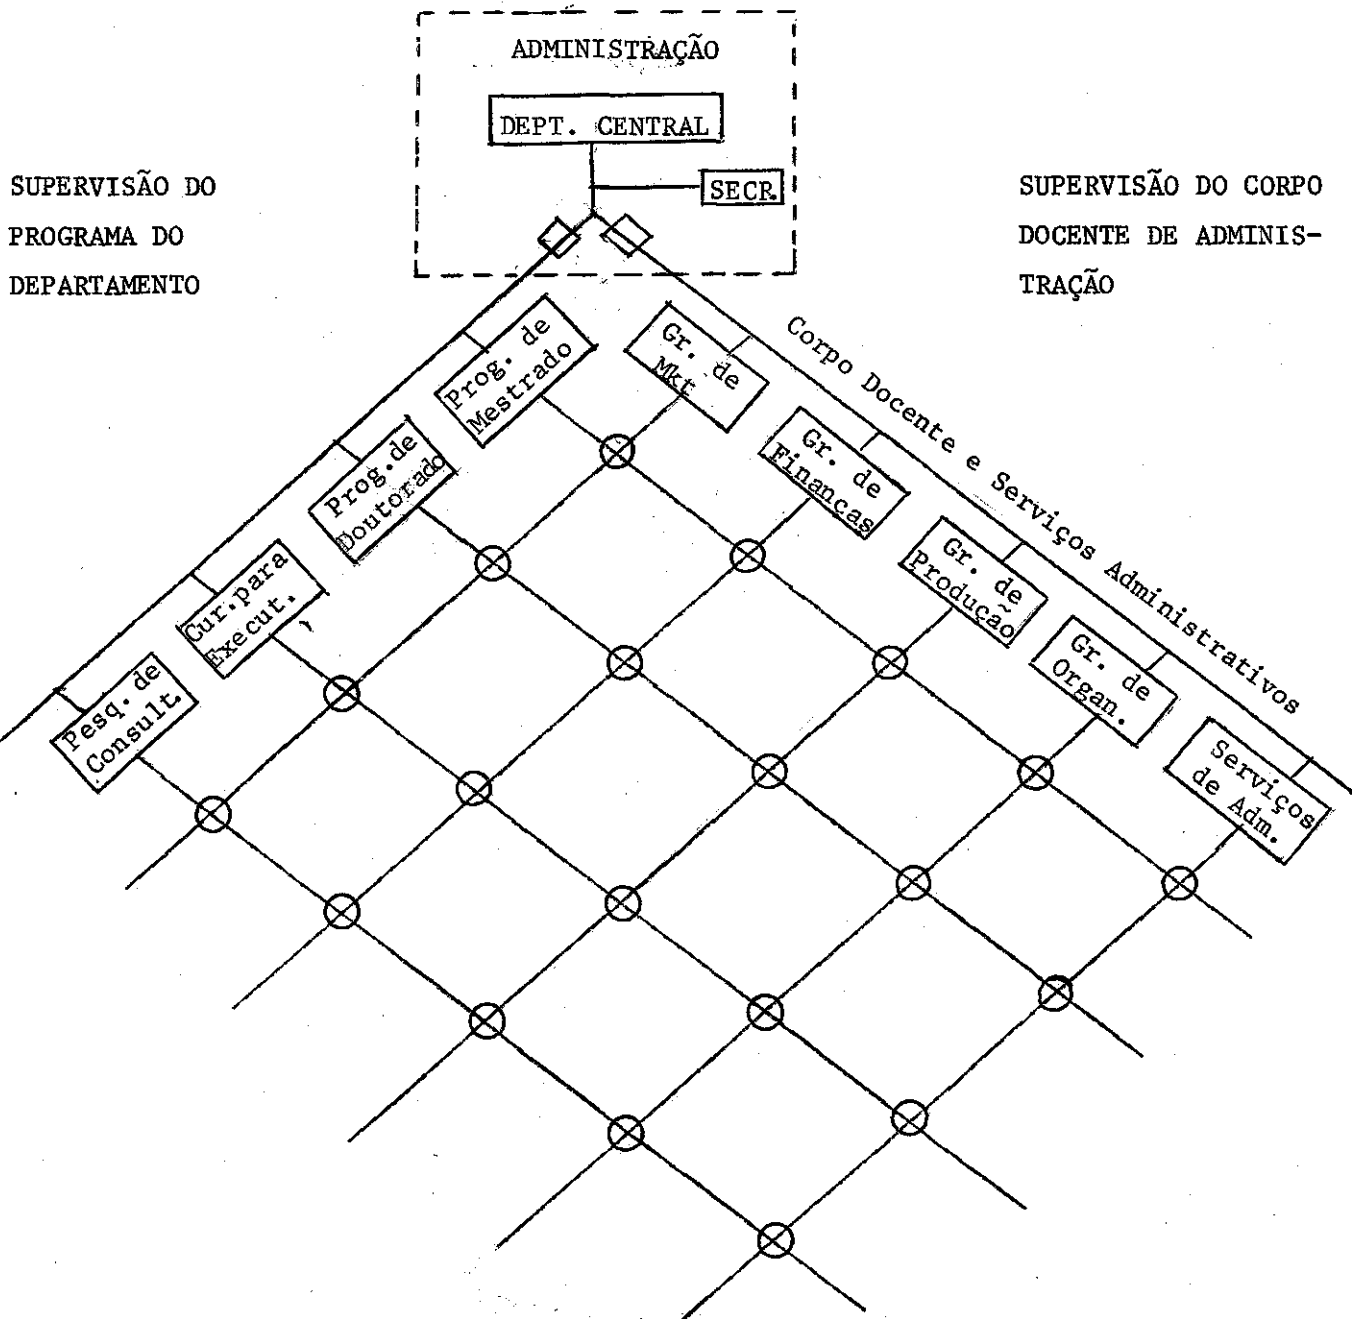 ADMINISTRAÇÃO
DEPT. CENTRAL
SECR.
SUPERVISÃO DO
PROGRAMA DO
DEPARTAMENTO
SUPERVISÃO DO CORPO
DOCENTE DE ADMINIS-
TRAÇÃO
Prog. de
Mestrado
Prog.de
Doutorado
Cur.para
Execut.
Pesq. de
Consult.
Gr. de
Mkt
Gr. de
Finanças
Gr. de
Produção
Gr. de
Organ.
Serviços
de Adm.
Corpo Docente e Serviços Administrativos